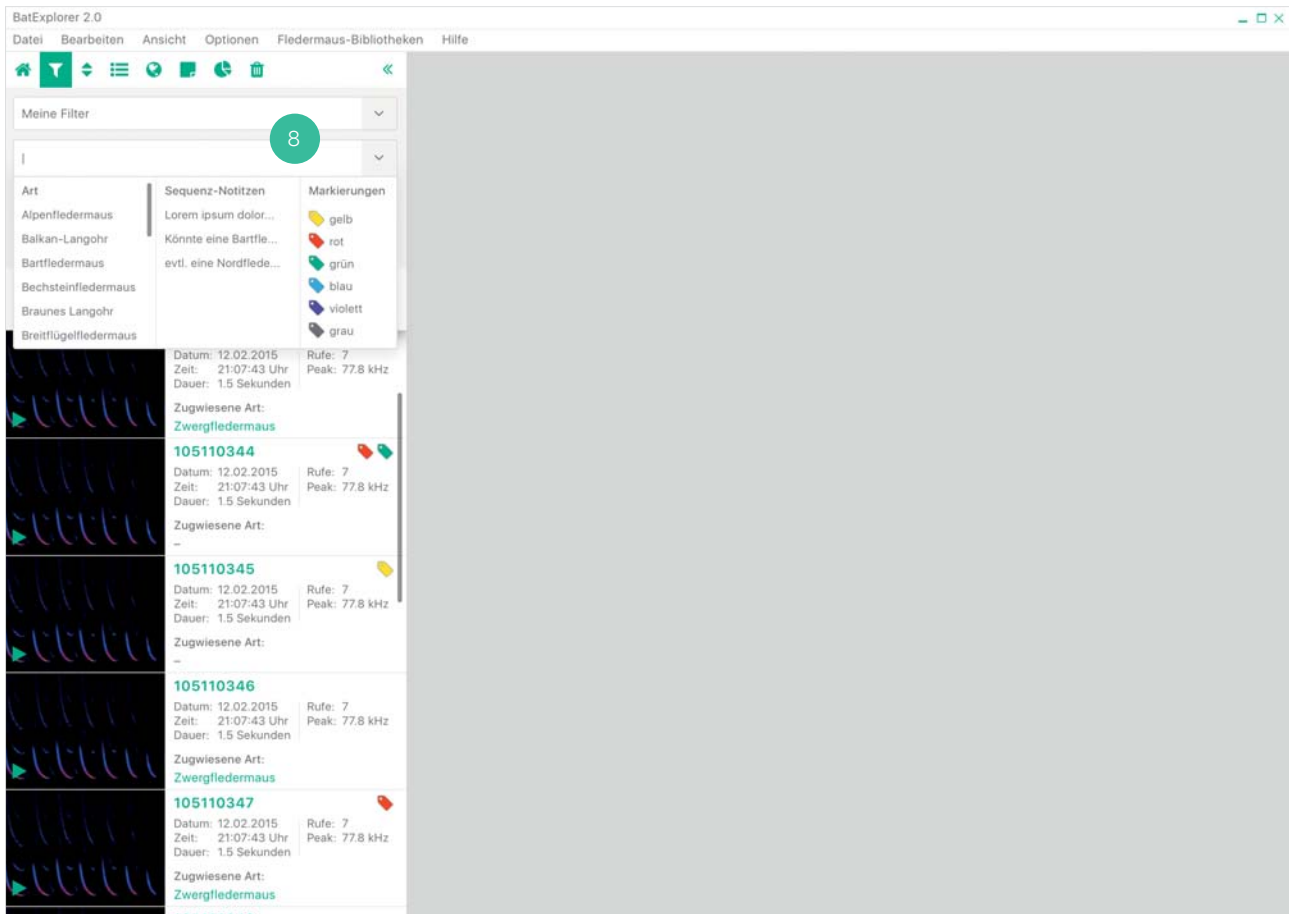 BatExplorer 2.0
Datei Bearbeiten Ansicht Optionen Fledermaus-Bibliotheken Hilfe
Meine Filter
8
Art
Alpenfledermaus
Balkan-Langohr
Bartfledermaus
Bechsteinfledermaus
Braunes Langohr
Breitflügelfledermaus
Sequenz-Notitzen
Lorem ipsum dolor...
Könnte eine Bartfle...
evtl. eine Nordflede...
Markierungen
gelb
rot
grün
blau
violett
grau
Datum: 12.02.2015 Rufe: 7
Zeit: 21:07:43 Uhr Peak: 77.8 kHz
Dauer: 1.5 Sekunden
Zugwiesene Art:
Zwergfledermaus
105110344
Datum: 12.02.2015 Rufe: 7
Zeit: 21:07:43 Uhr Peak: 77.8 kHz
Dauer: 1.5 Sekunden
Zugwiesene Art:
–
105110345
Datum: 12.02.2015 Rufe: 7
Zeit: 21:07:43 Uhr Peak: 77.8 kHz
Dauer: 1.5 Sekunden
Zugwiesene Art:
–
105110346
Datum: 12.02.2015 Rufe: 7
Zeit: 21:07:43 Uhr Peak: 77.8 kHz
Dauer: 1.5 Sekunden
Zugwiesene Art:
Zwergfledermaus
105110347
Datum: 12.02.2015 Rufe: 7
Zeit: 21:07:43 Uhr Peak: 77.8 kHz
Dauer: 1.5 Sekunden
Zugwiesene Art:
Zwergfledermaus